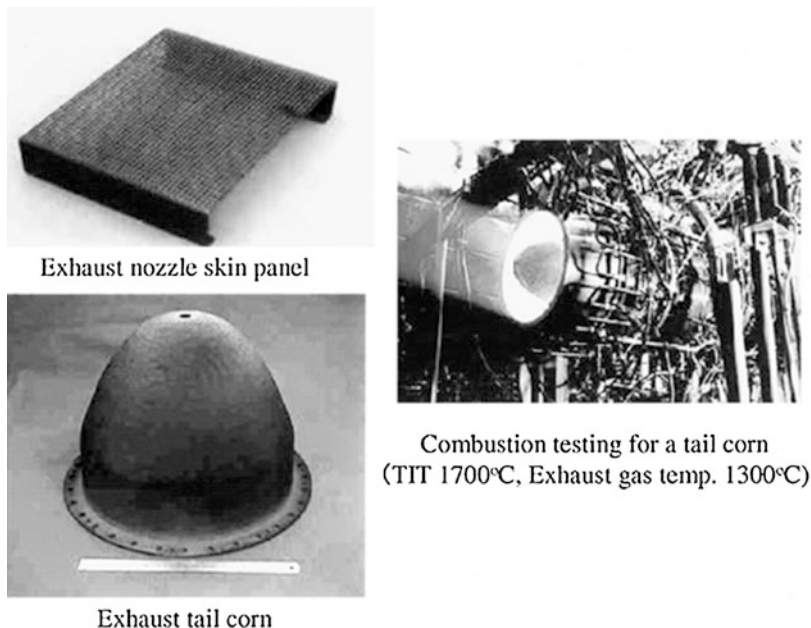 Exhaust nozzle skin panel
Combustion testing for a tail corn
(TIT 1700°C, Exhaust gas temp. 1300°C)
Exhaust tail corn